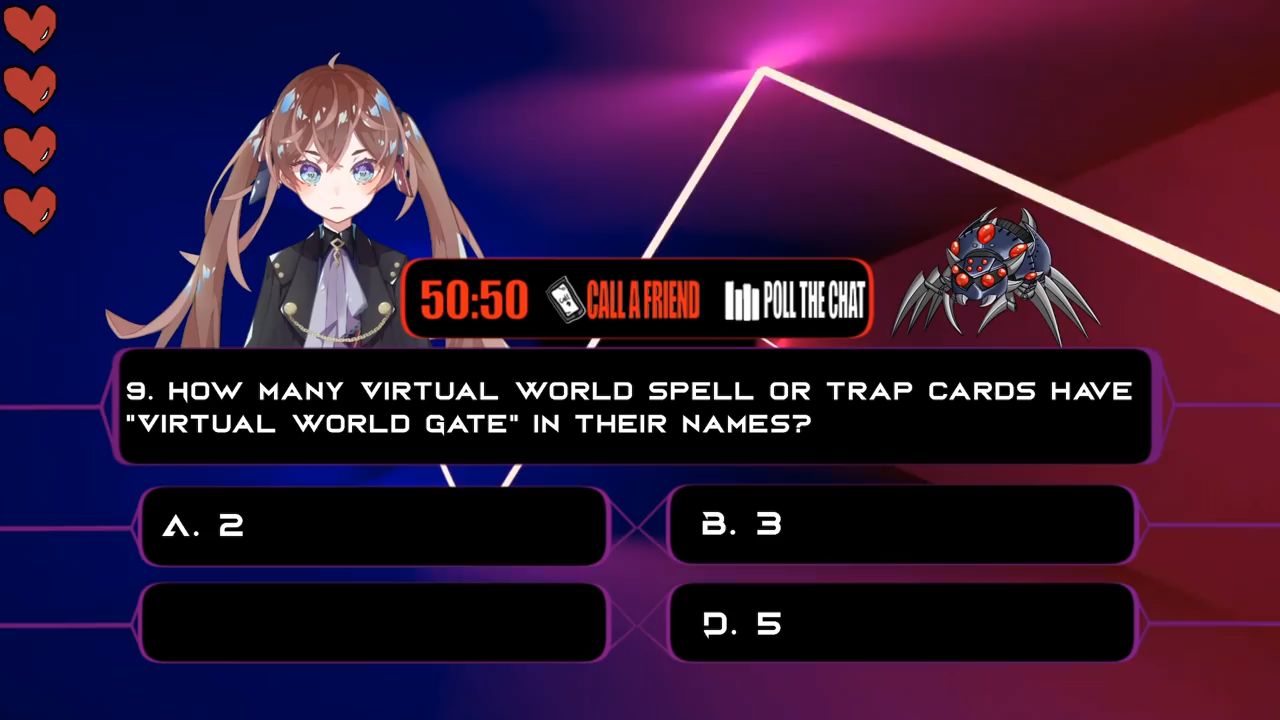 50:50 CALL A FRIEND POLL THE CHAT
9. HOW MANY VIRTUAL WORLD SPELL OR TRAP CARDS HAVE
"VIRTUAL WORLD GATE" IN THEIR NAMES?
A. 2
B. 3
D. 5